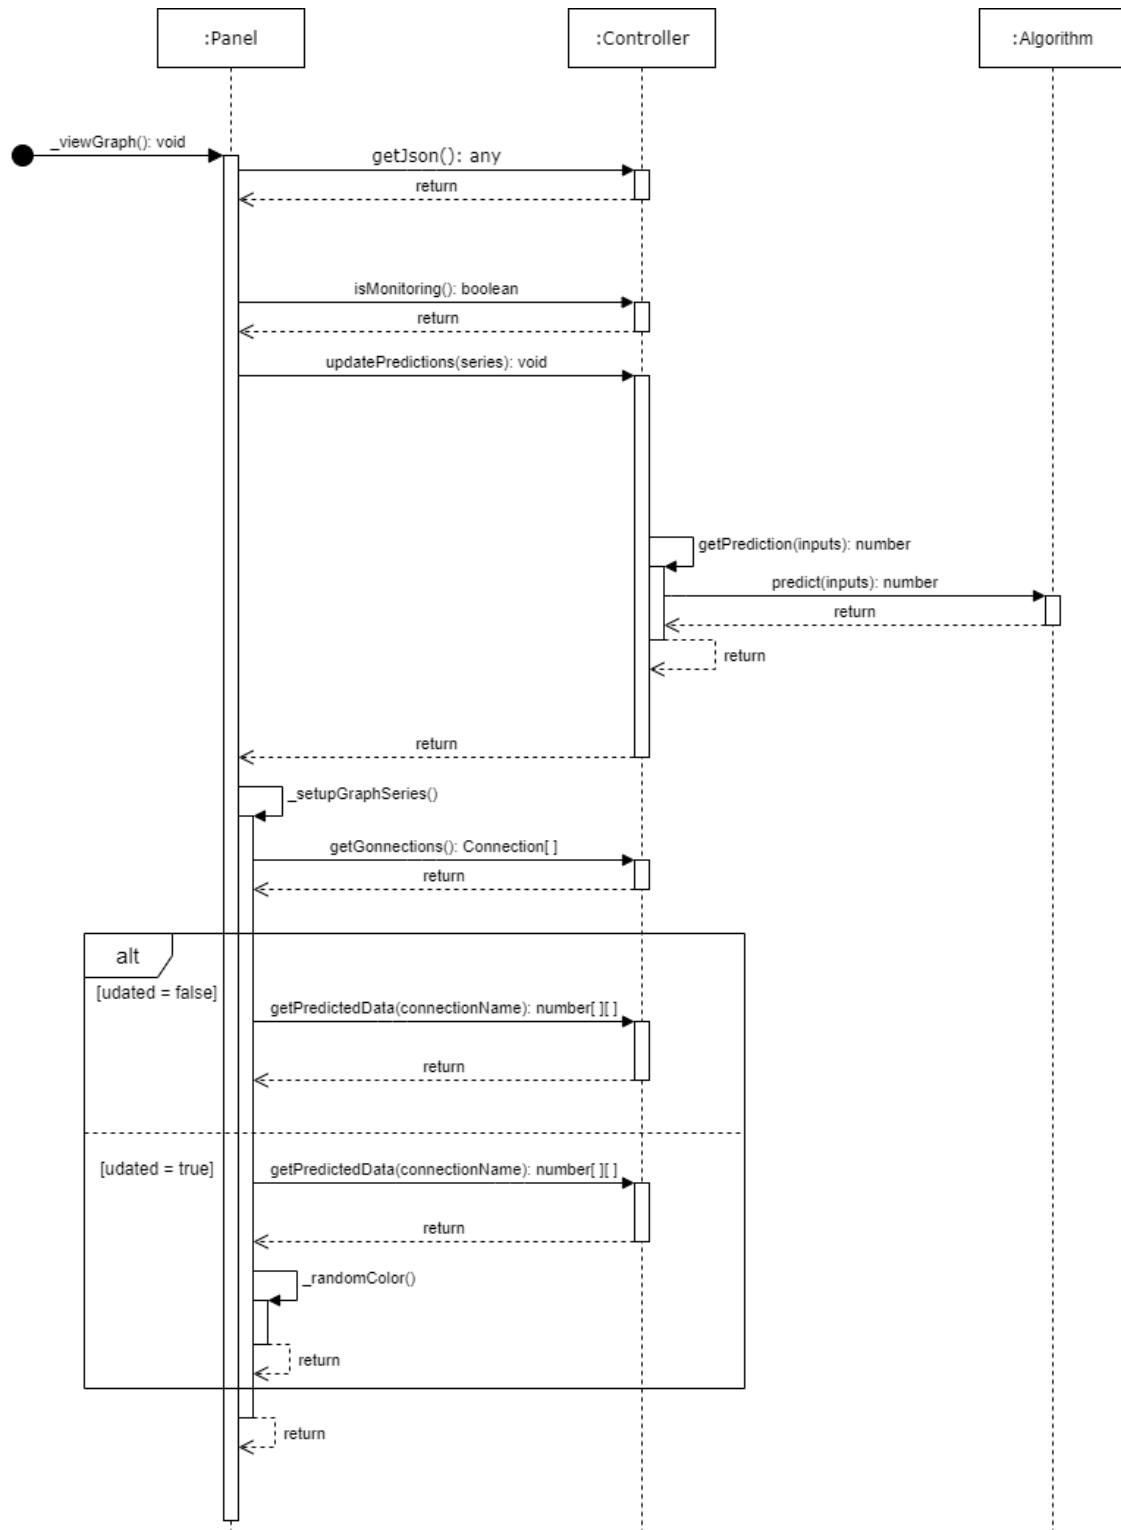 :Panel
:Controller
:Algorithm
_viewGraph(): void
getJson(): any
return
isMonitoring(): boolean
return
updatePredictions(series): void
getPrediction(inputs): number
predict(inputs): number
return
return
return
_setupGraphSeries()
getGonnections(): Connection[ ]
return
alt
[udated = false]
getPredictedData(connectionName): number[ ][ ]
return
[udated = true]
getPredictedData(connectionName): number[ ][ ]
return
_randomColor()
return
return